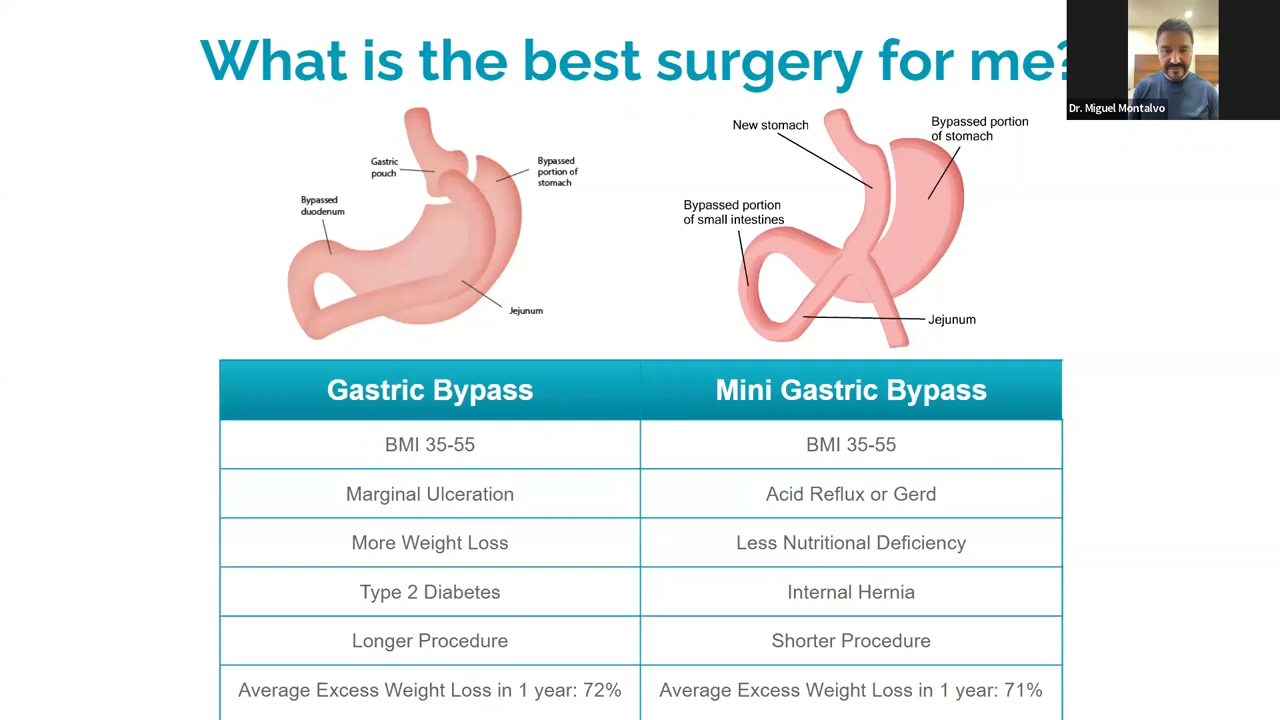 What is the best surgery for me?
Dr. Miguel Montalvo
Gastric
pouch
Bypassed
portion of
stomach
Bypassed
duodenum
Jejunum
New stomach
Bypassed portion
of stomach
Bypassed portion
of small intestines
Jejunum
Gastric Bypass
Mini Gastric Bypass
BMI 35-55
BMI 35-55
Marginal Ulceration
Acid Reflux or Gerd
More Weight Loss
Less Nutritional Deficiency
Type 2 Diabetes
Internal Hernia
Longer Procedure
Shorter Procedure
Average Excess Weight Loss in 1 year: 72%
Average Excess Weight Loss in 1 year: 71%